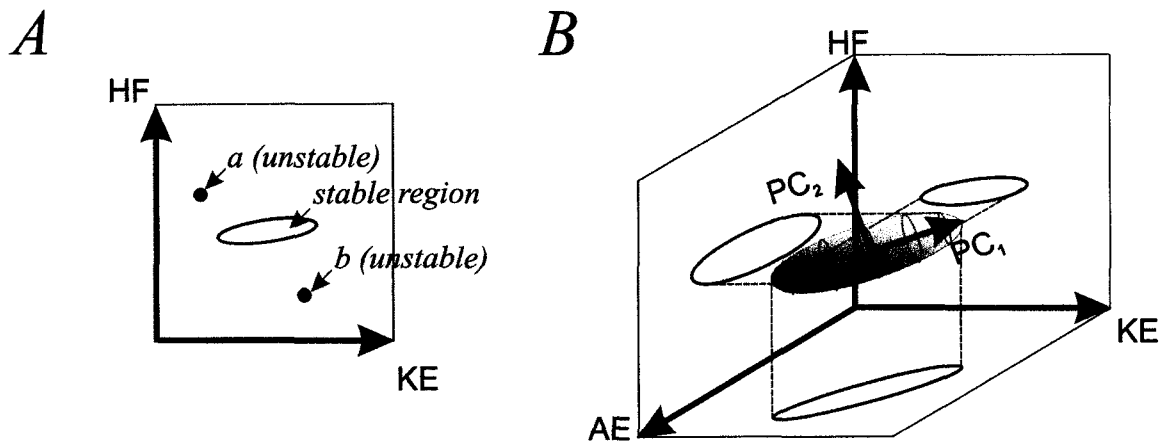 A
HF
a (unstable)
stable region
b (unstable)
KE
B
HF
PC₂
PC₁
KE
AE